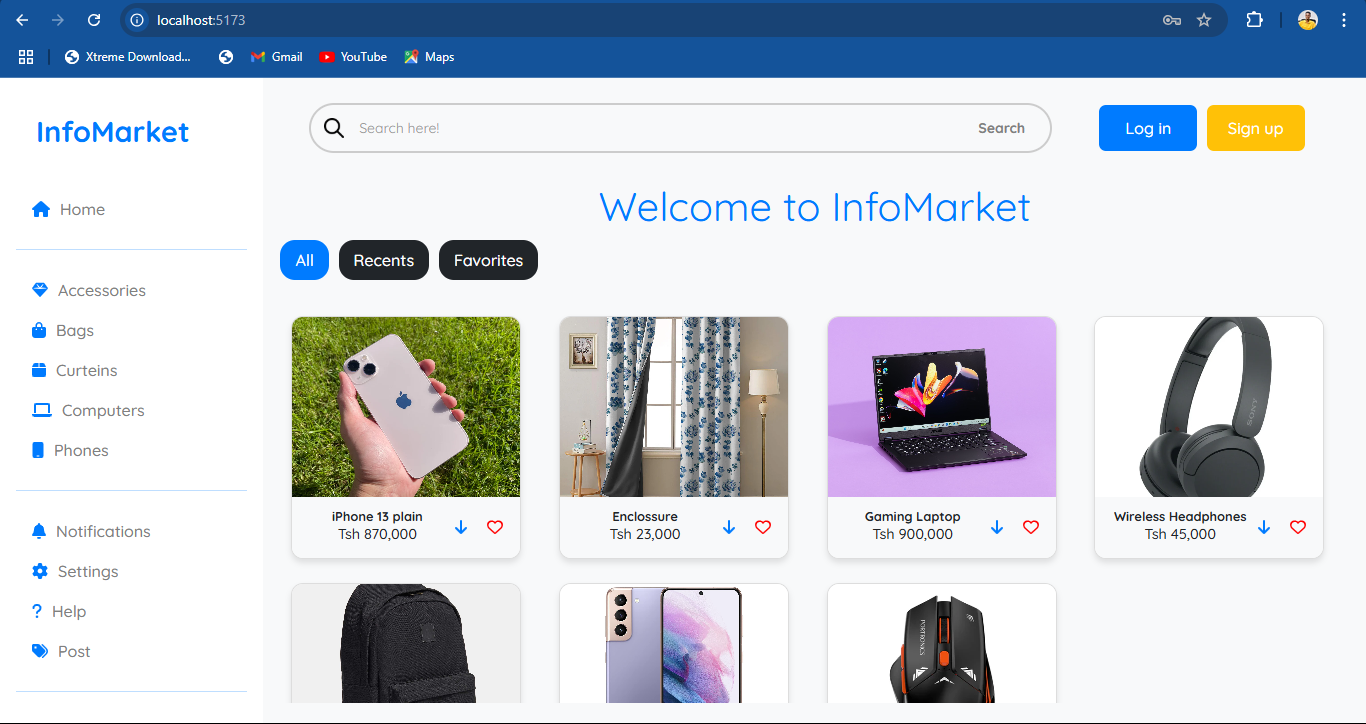 localhost:5173
Xtreme Download...
Gmail
YouTube
Maps
InfoMarket
Search here!
Search
Log in
Sign up
Home
Welcome to InfoMarket
All
Recents
Favorites
Accessories
Bags
Curteins
Computers
Phones
Notifications
Settings
Help
Post
SONY
iPhone 13 plain
Tsh 870,000
Enclossure
Tsh 23,000
Gaming Laptop
Tsh 900,000
Wireless Headphones
Tsh 45,000
PORTRONICS